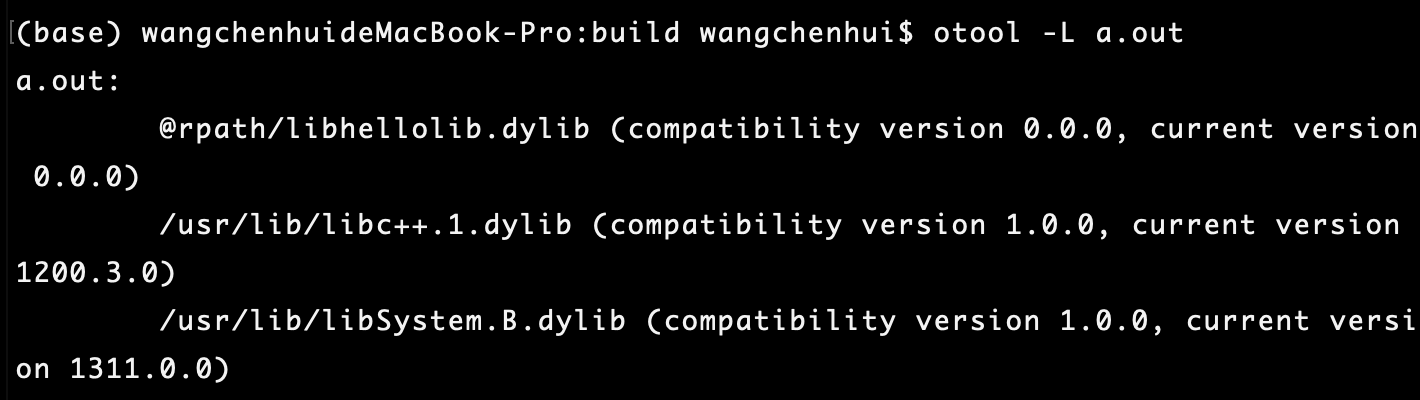 (base) wangchenhuideMacBook-Pro:build wangchenhui$ otool -L a.out
a.out:
@rpath/libhellolib.dylib (compatibility version 0.0.0, current version
0.0.0)
/usr/lib/libc++.1.dylib (compatibility version 1.0.0, current version
1200.3.0)
/usr/lib/libSystem.B.dylib (compatibility version 1.0.0, current versi
on 1311.0.0)